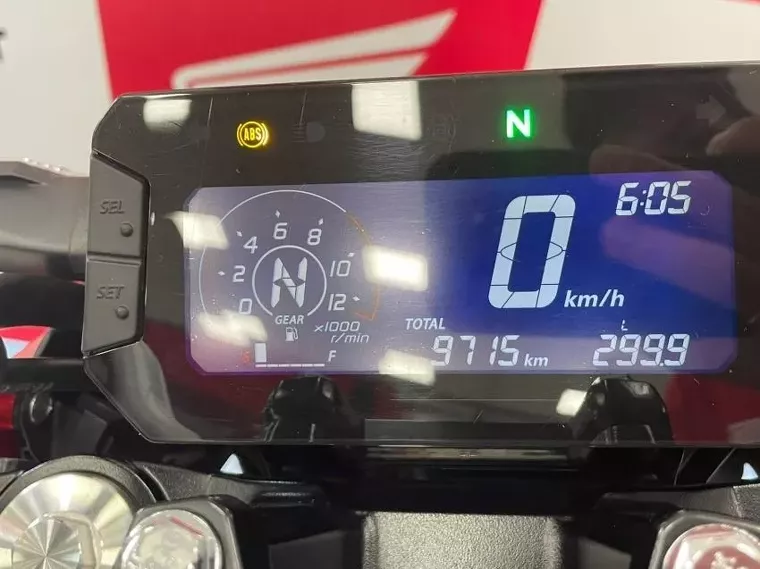 ABS
N
SEL
6:05
4 6 8
2 N 10
0 12
GEAR
x1000
r/min
0 km/h
SET
TOTAL
L
F
9715 km
299.9